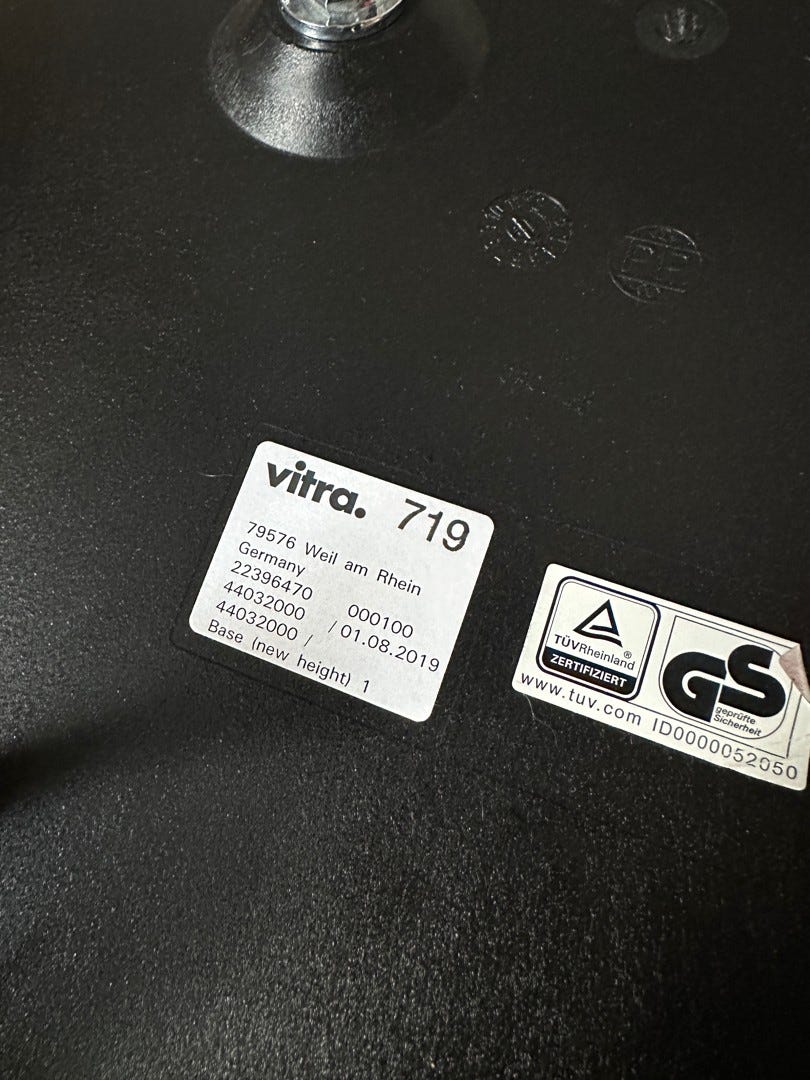 vitra. 719
79576 Weil am Rhein
Germany
22396470 000100
44032000 / 01.08.2019
44032000 /
Base (new height) 1
TÜVRheinland®
ZERTIFIZIERT
GS
geprüfte
Sicherheit
www.tuv.com ID0000052050